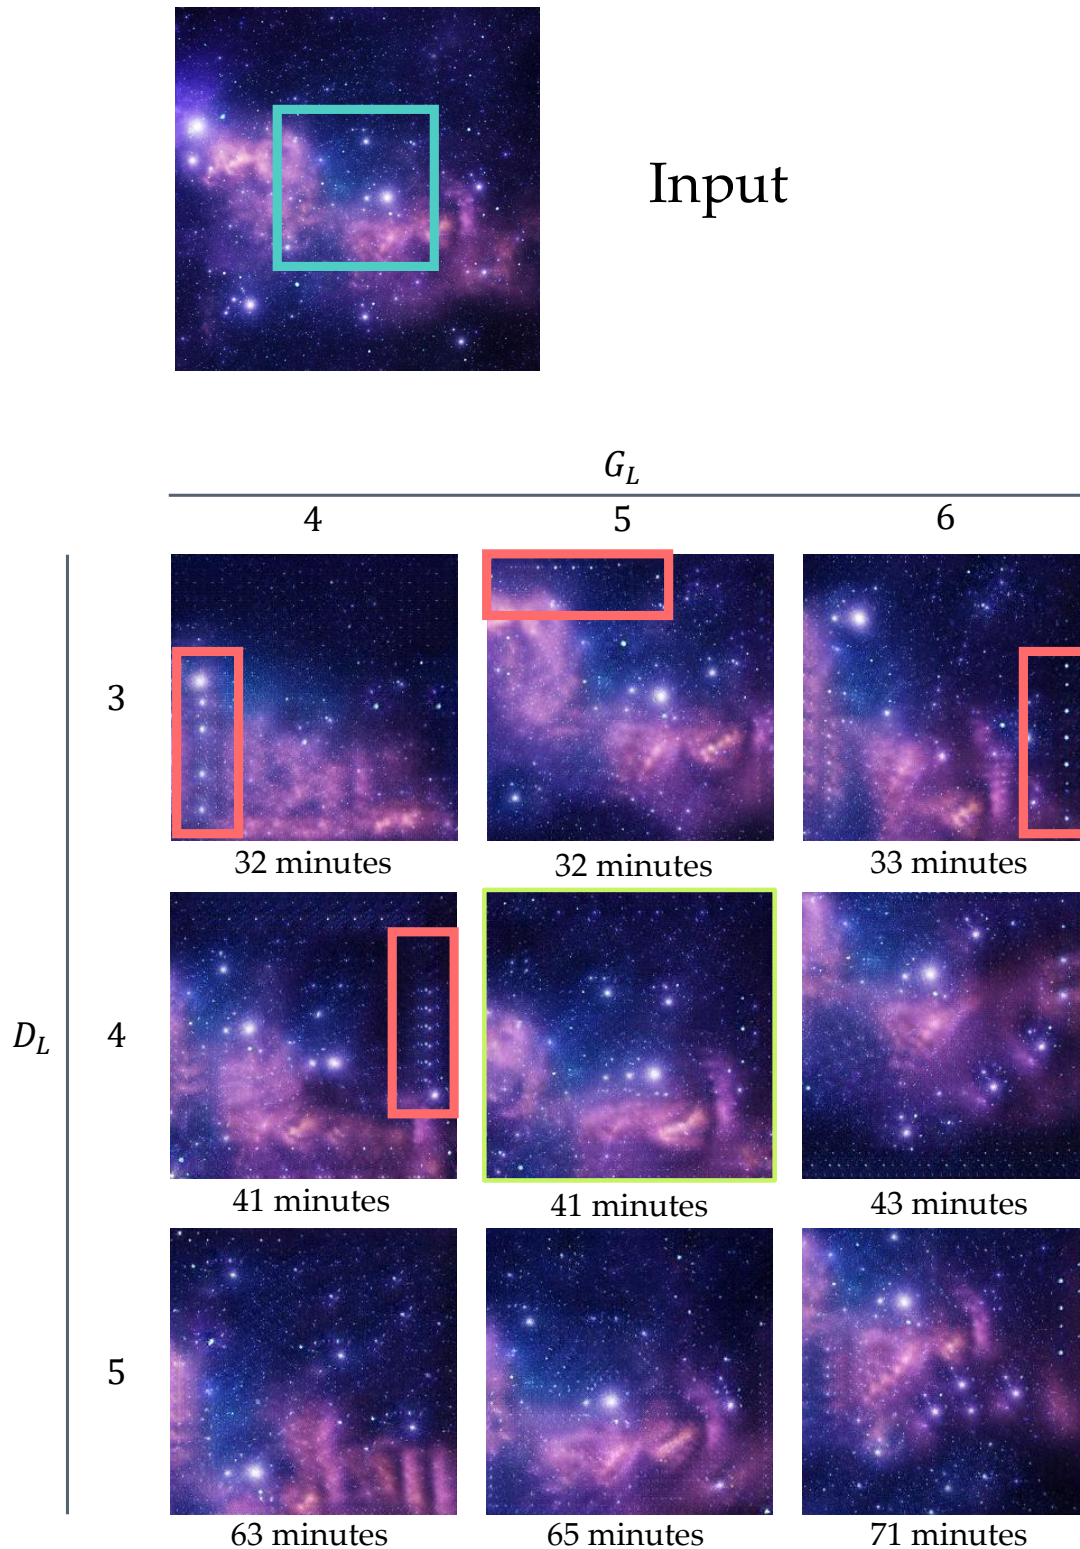 Input
G_L
4 5 6
3
32 minutes 32 minutes 33 minutes
D_L 4
41 minutes 41 minutes 43 minutes
5
63 minutes 65 minutes 71 minutes